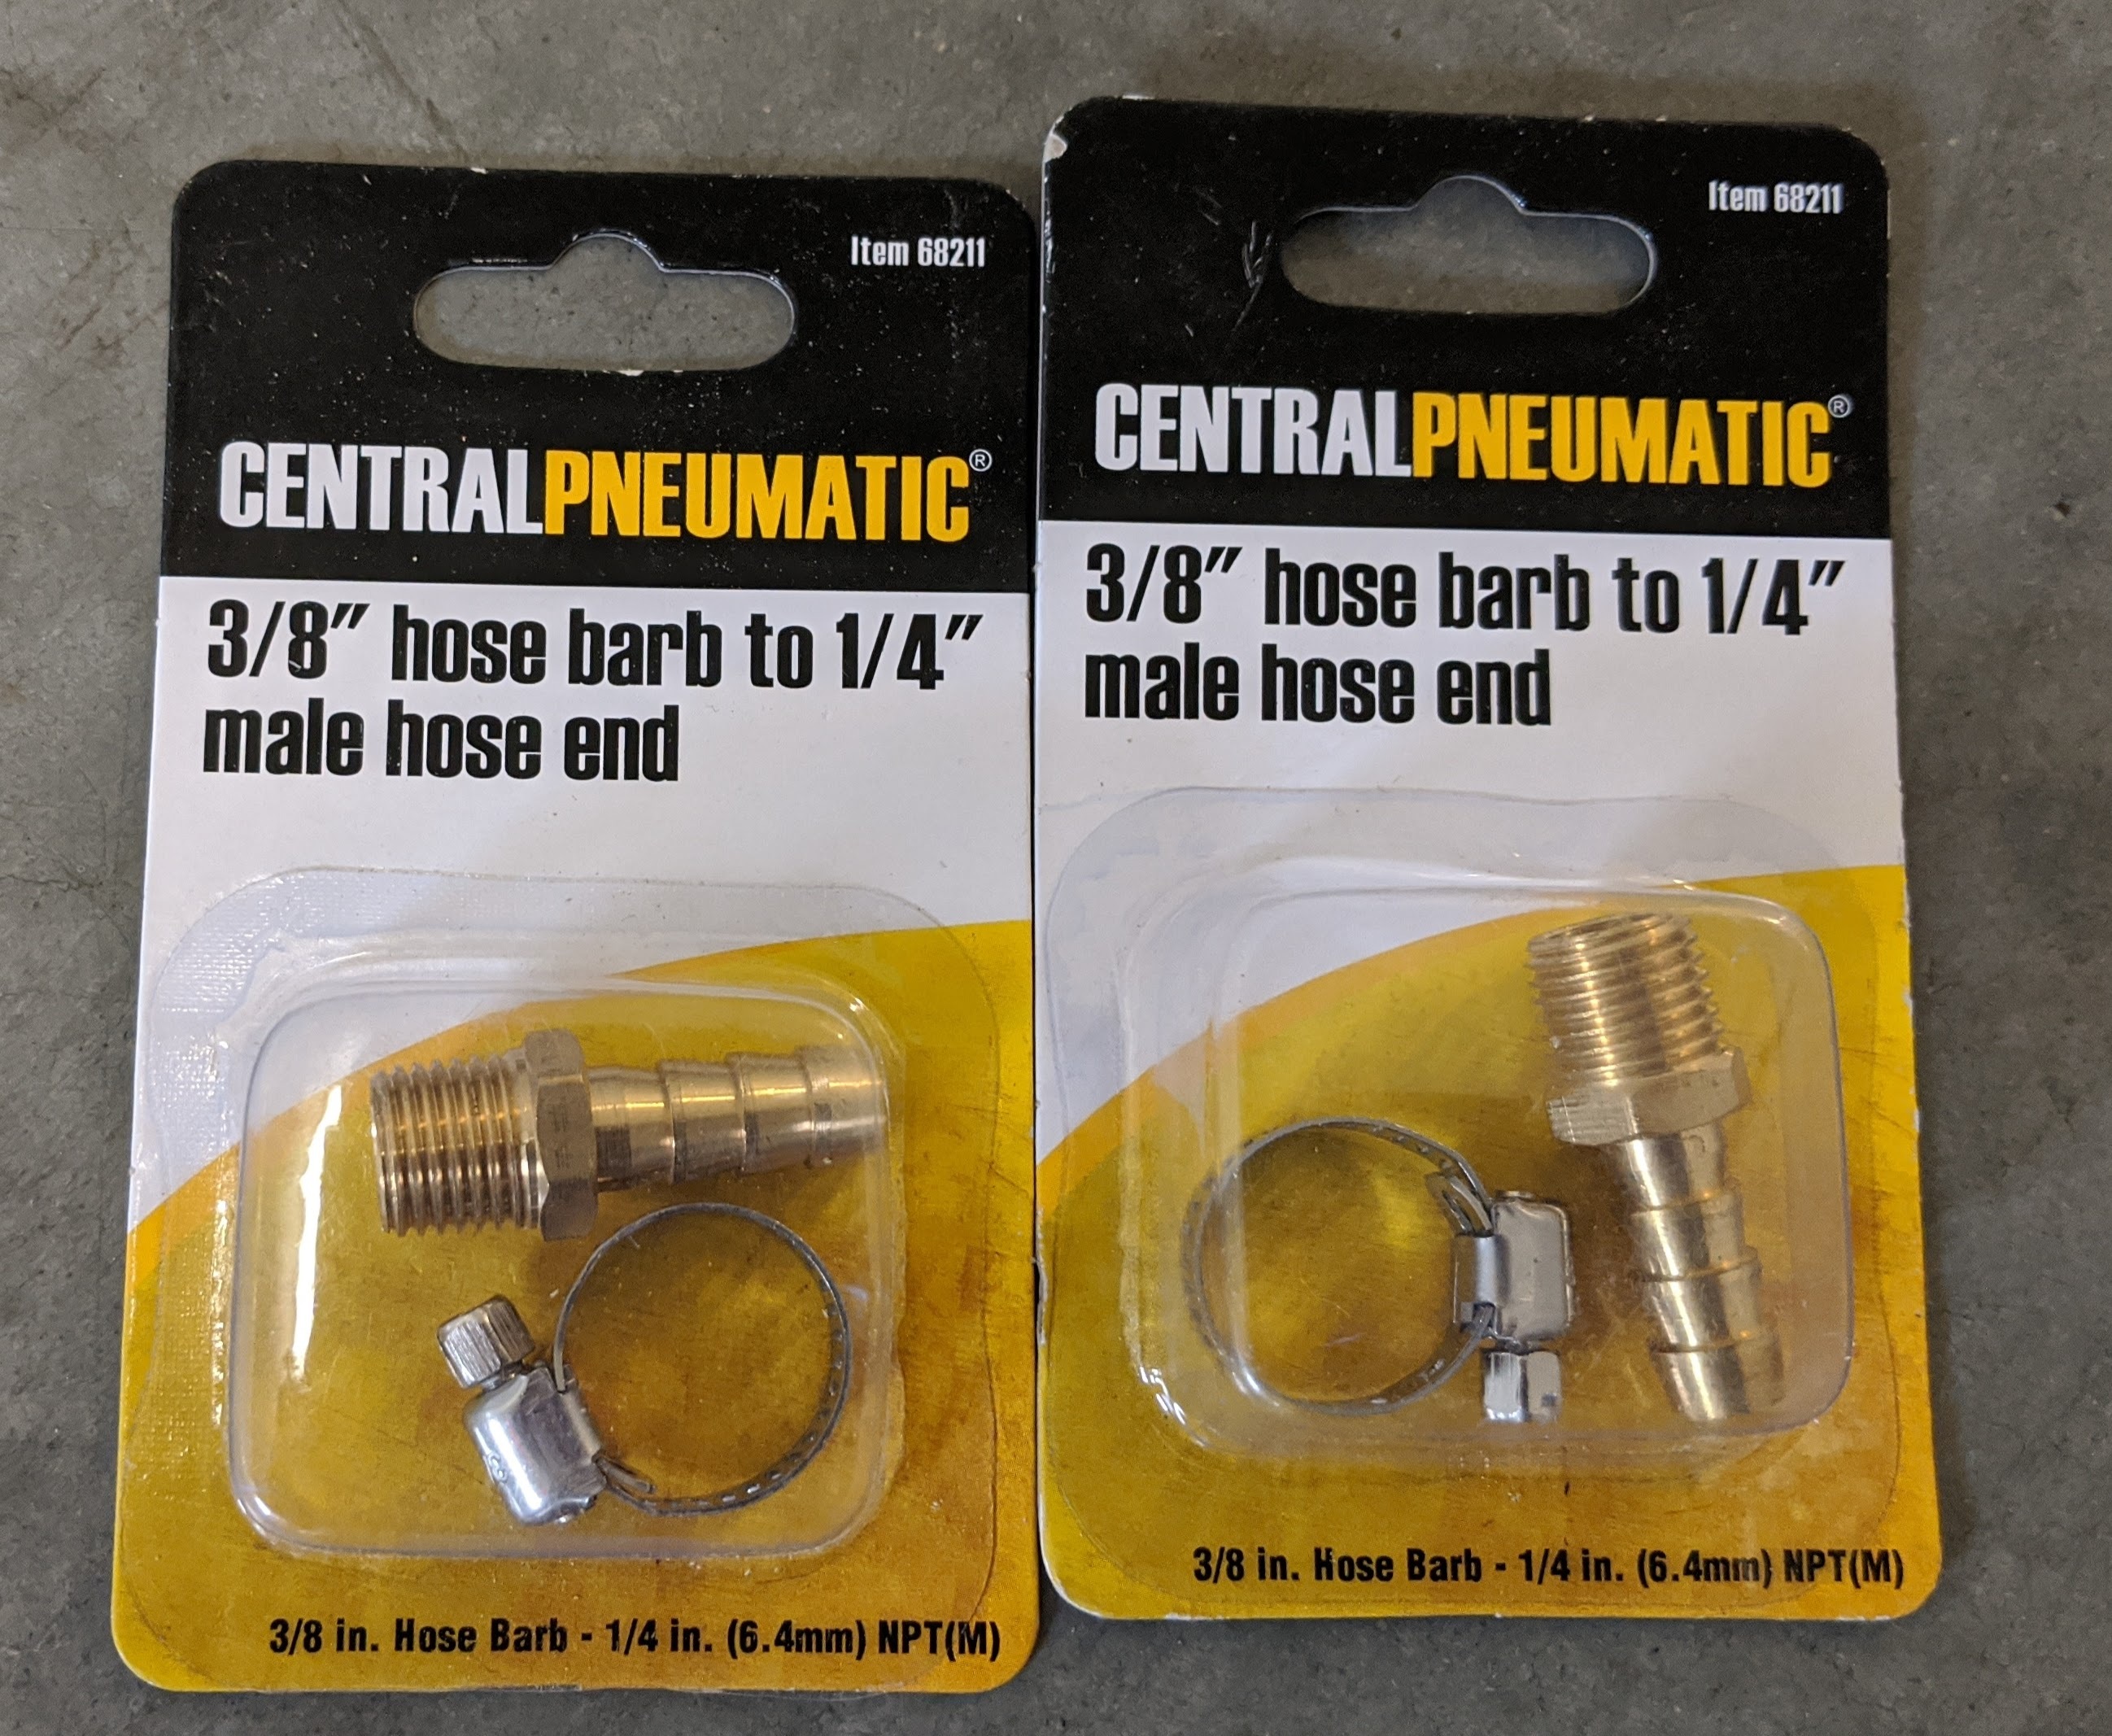 Item 68211
CENTRALPNEUMATIC®
3/8" hose barb to 1/4"
male hose end
3/8 in. Hose Barb - 1/4 in. (6.4mm) NPT(M)
Item 68211
CENTRALPNEUMATIC®
3/8" hose barb to 1/4"
male hose end
3/8 in. Hose Barb - 1/4 in. (6.4mm) NPT(M)